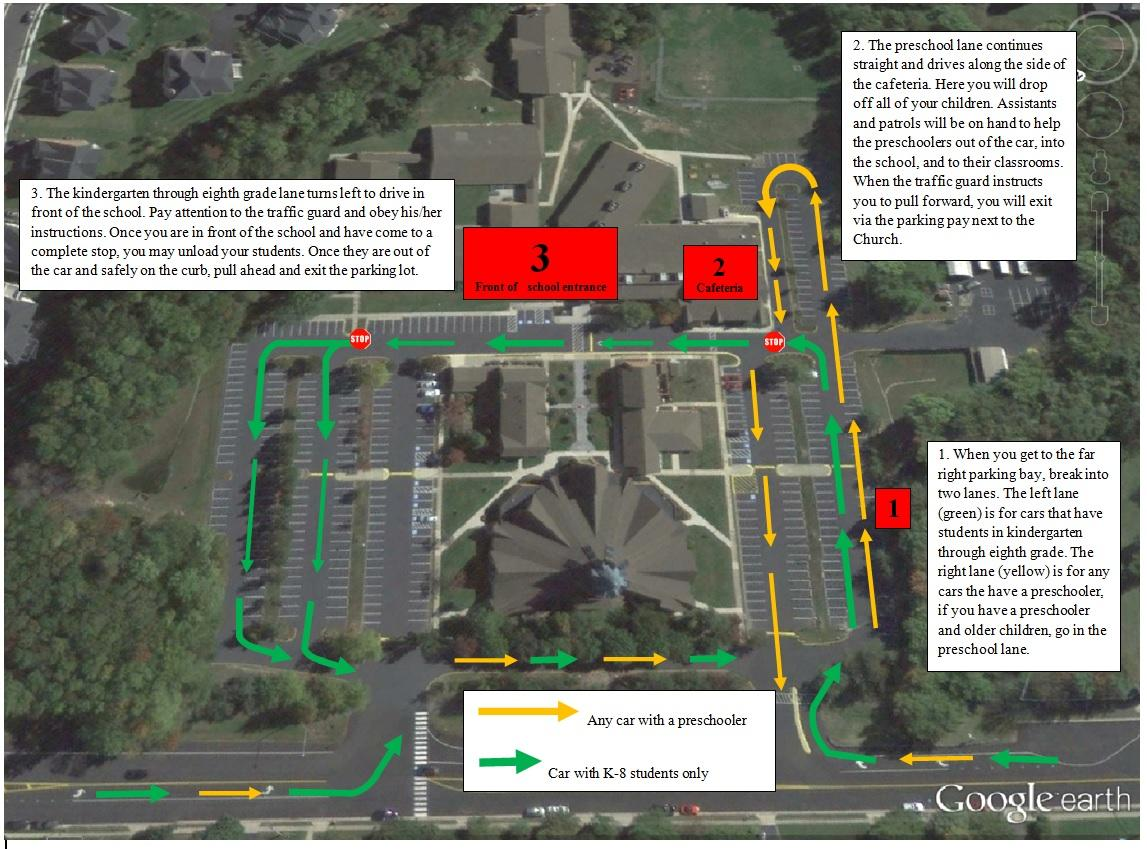 2. The preschool lane continues
straight and drives along the side of
the cafeteria. Here you will drop
off all of your children. Assistants
and patrols will be on hand to help
the preschoolers out of the car, into
the school, and to their classrooms.
When the traffic guard instructs
you to pull forward, you will exit
via the parking pay next to the
Church.
3. The kindergarten through eighth grade lane turns left to drive in
front of the school. Pay attention to the traffic guard and obey his/her
instructions. Once you are in front of the school and have come to a
complete stop, you may unload your students. Once they are out of
the car and safely on the curb, pull ahead and exit the parking lot.
3
Front of school entrance
2
Cafeteria
STOP
STOP
1. When you get to the far
right parking bay, break into
two lanes. The left lane
(green) is for cars that have
students in kindergarten
through eighth grade. The
right lane (yellow) is for any
cars the have a preschooler,
if you have a preschooler
and older children, go in the
preschool lane.
1
Any car with a preschooler
Car with K-8 students only
Google earth